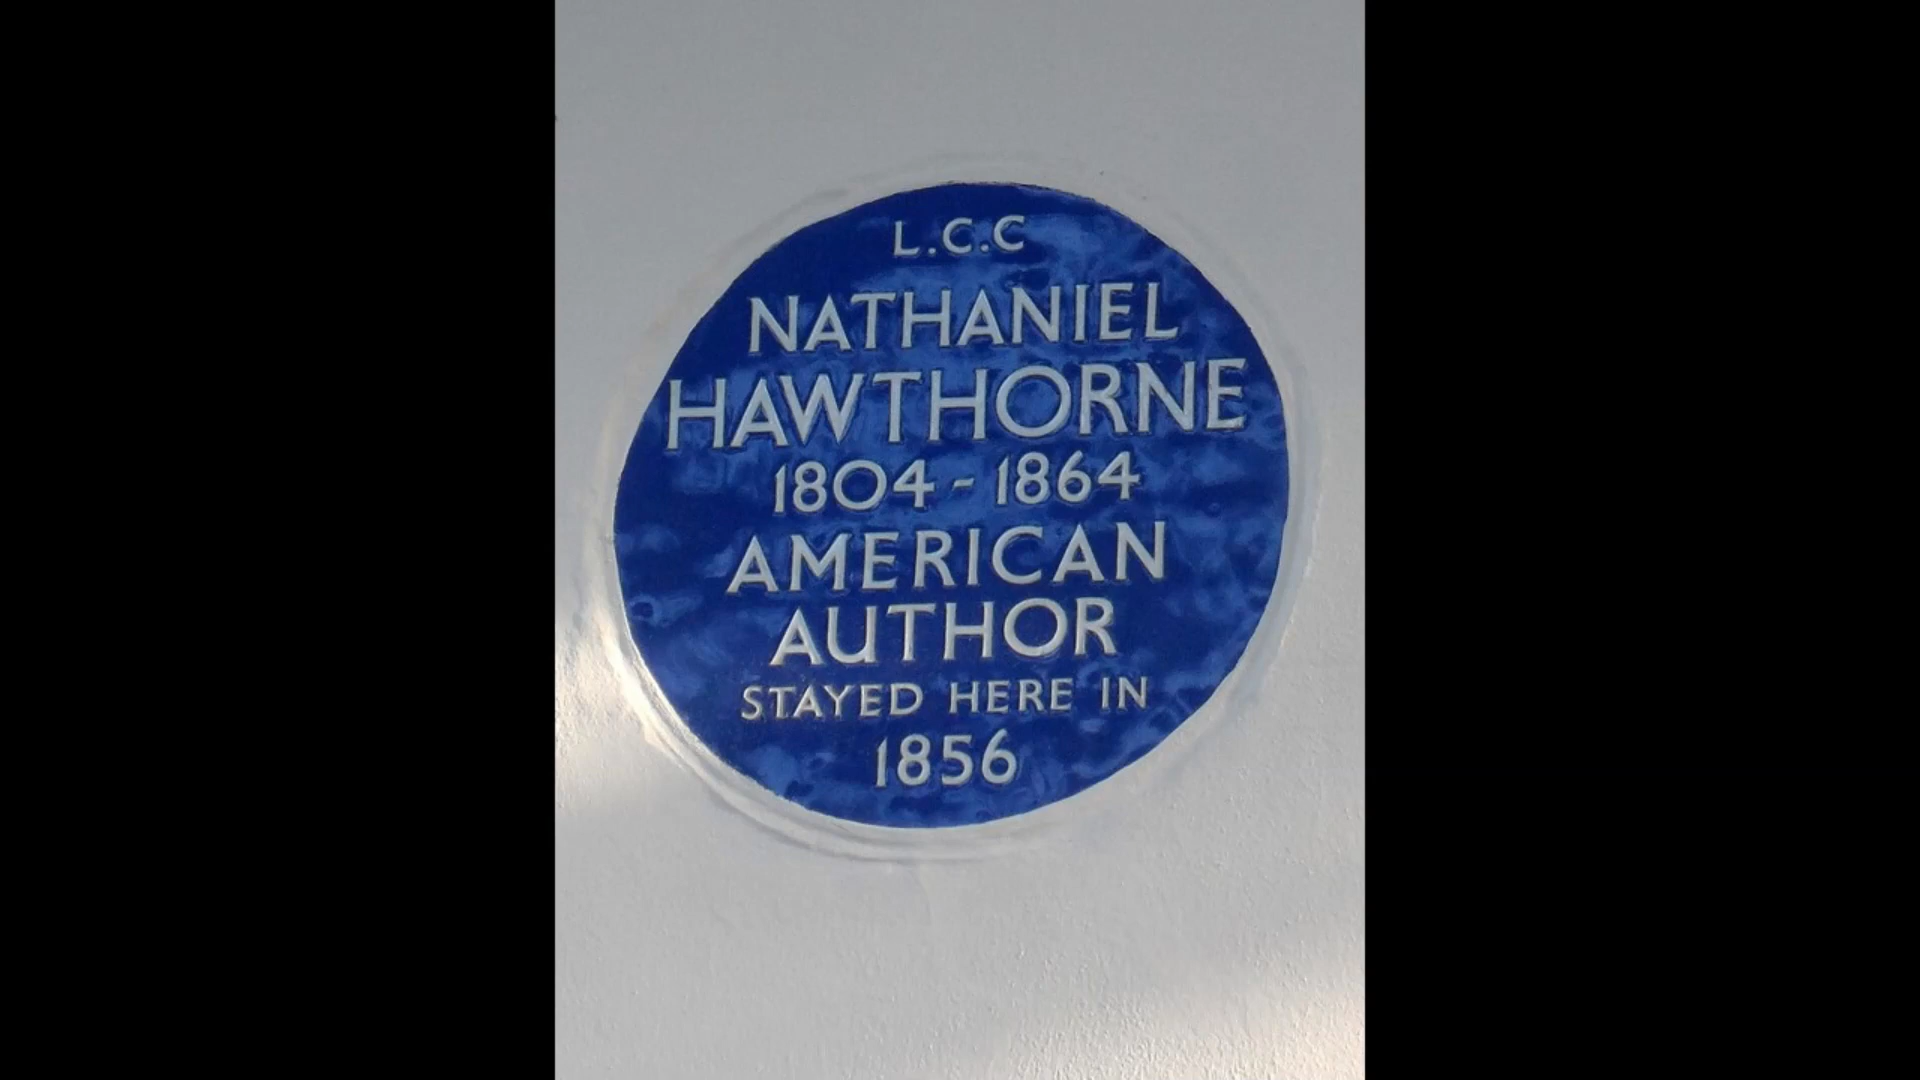 L.C.C
NATHANIEL
HAWTHORNE
1804 - 1864
AMERICAN
AUTHOR
STAYED HERE IN
1856